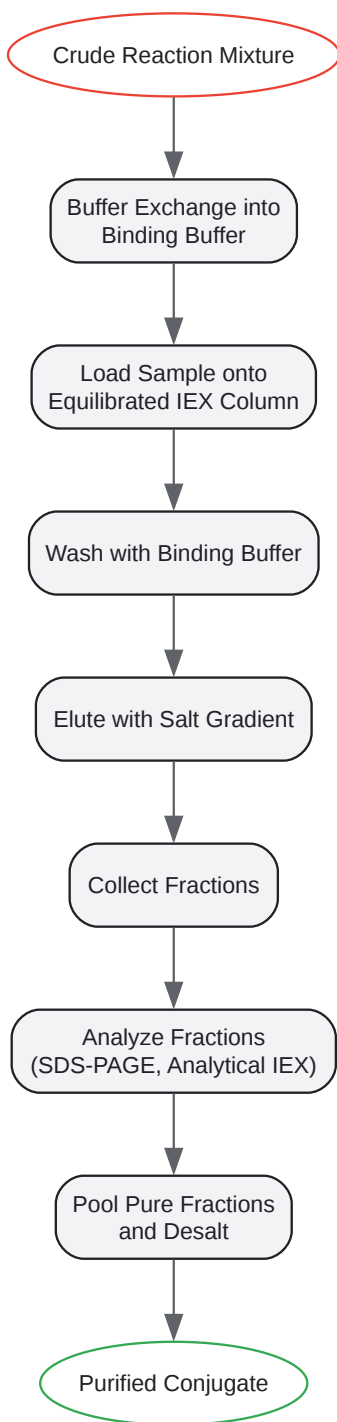 Crude Reaction Mixture
Buffer Exchange into
Binding Buffer
Load Sample onto
Equilibrated IEX Column
Wash with Binding Buffer
Elute with Salt Gradient
Collect Fractions
Analyze Fractions
(SDS-PAGE, Analytical IEX)
Pool Pure Fractions
and Desalt
Purified Conjugate